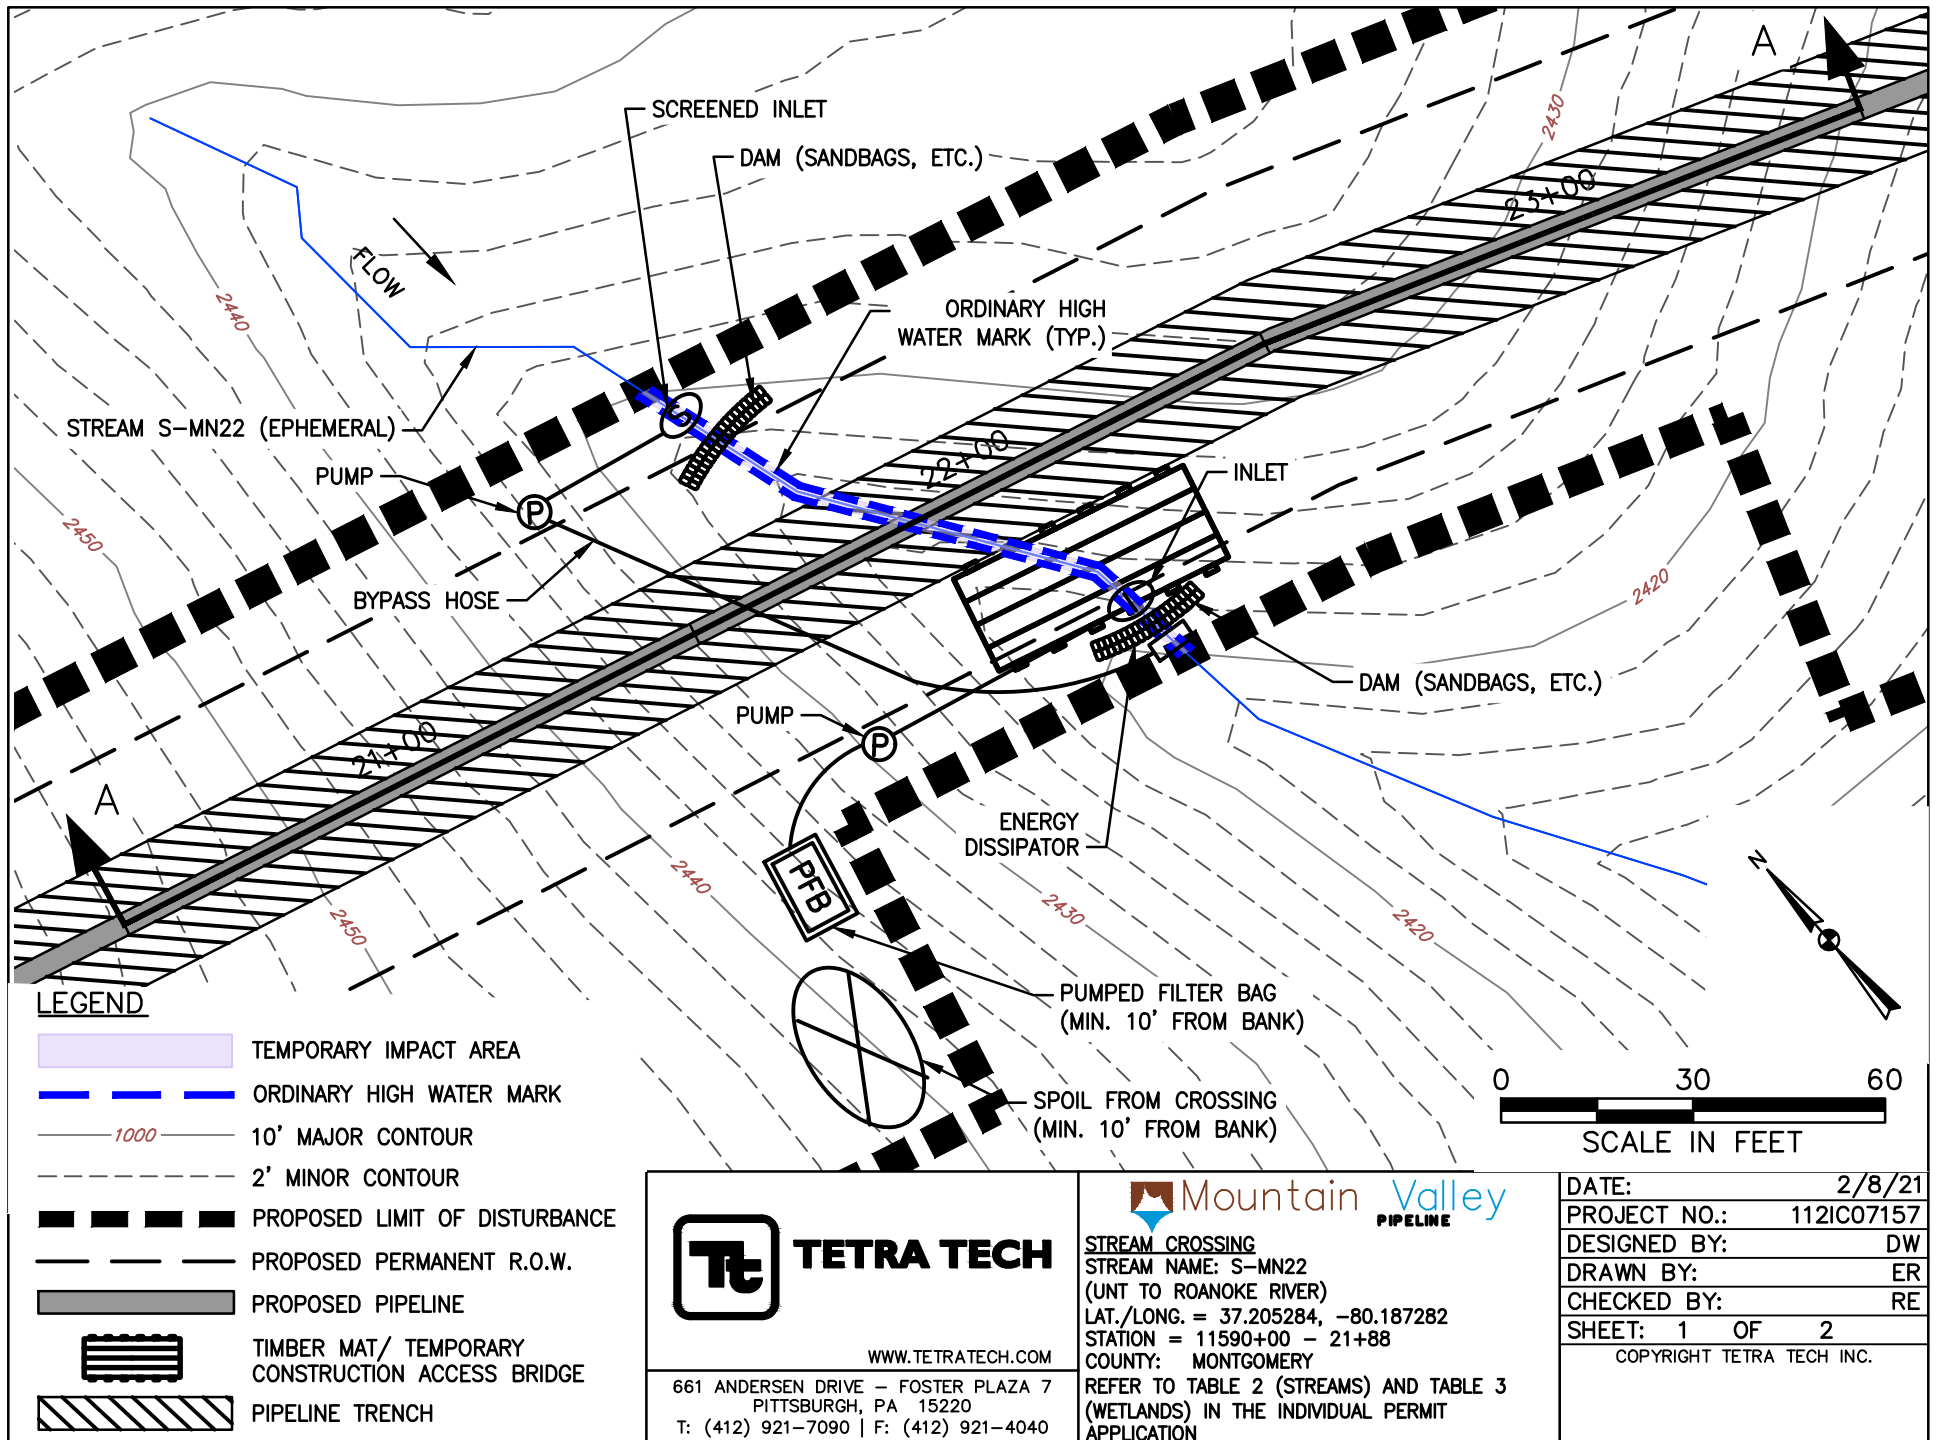 A
SCREENED INLET
DAM (SANDBAGS, ETC.)
2430
23+00
FLOW
2440
ORDINARY HIGH
WATER MARK (TYP.)
STREAM S-MN22 (EPHEMERAL)
S
22+00
PUMP
P
INLET
2450
I
BYPASS HOSE
2420
DAM (SANDBAGS, ETC.)
PUMP
P
21+00
A
ENERGY
DISSIPATOR
2440
PFB
2430
2450
2420
N
PUMPED FILTER BAG
(MIN. 10' FROM BANK)
SPOIL FROM CROSSING
(MIN. 10' FROM BANK)
0 30 60
SCALE IN FEET
LEGEND
TEMPORARY IMPACT AREA
ORDINARY HIGH WATER MARK
1000
10' MAJOR CONTOUR
2' MINOR CONTOUR
PROPOSED LIMIT OF DISTURBANCE
PROPOSED PERMANENT R.O.W.
PROPOSED PIPELINE
TIMBER MAT/ TEMPORARY
CONSTRUCTION ACCESS BRIDGE
PIPELINE TRENCH
Tt
TETRA TECH
WWW.TETRATECH.COM
661 ANDERSEN DRIVE – FOSTER PLAZA 7
PITTSBURGH, PA 15220
T: (412) 921-7090 | F: (412) 921-4040
Mountain Valley
PIPELINE
STREAM CROSSING
STREAM NAME: S-MN22
(UNT TO ROANOKE RIVER)
LAT./LONG. = 37.205284, -80.187282
STATION = 11590+00 - 21+88
COUNTY: MONTGOMERY
REFER TO TABLE 2 (STREAMS) AND TABLE 3
(WETLANDS) IN THE INDIVIDUAL PERMIT
APPLICATION
DATE: 2/8/21
PROJECT NO.: 112IC07157
DESIGNED BY: DW
DRAWN BY: ER
CHECKED BY: RE
SHEET: 1 OF 2
COPYRIGHT TETRA TECH INC.